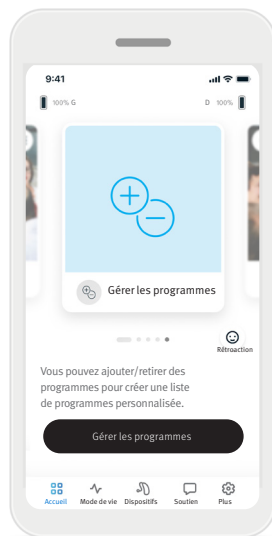 9:41
100% G D 100%
Gérer les programmes
Rétroaction
Vous pouvez ajouter/retirer des
programmes pour créer une liste
de programmes personnalisée.
Gérer les programmes
Accueil Mode de vie Dispositifs Soutien Plus